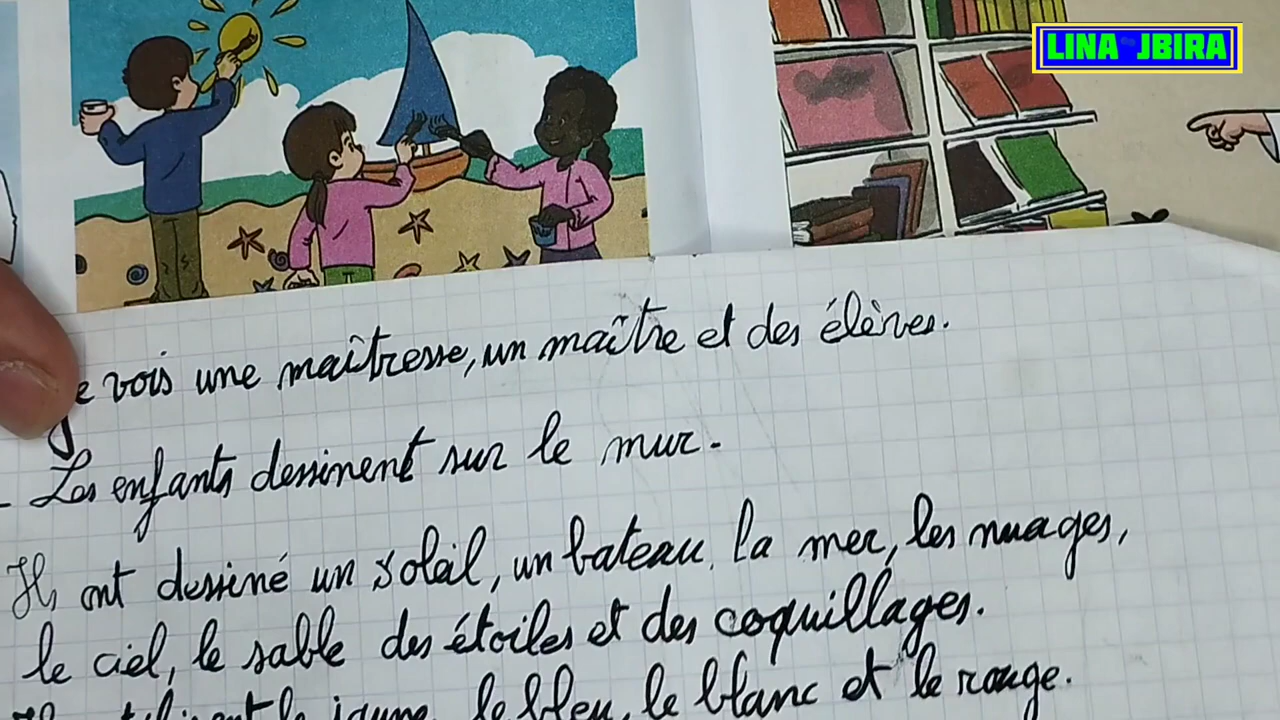 LINA JBIRA
Je vois une maîtresse, un maître et des élèves.
- Les enfants dessinent sur le mur.
Ils ont dessiné un soleil, un bateau, la mer, les nuages,
le ciel, le sable des étoiles et des coquillages.
le jaune, le bleu, le blanc et le rouge.